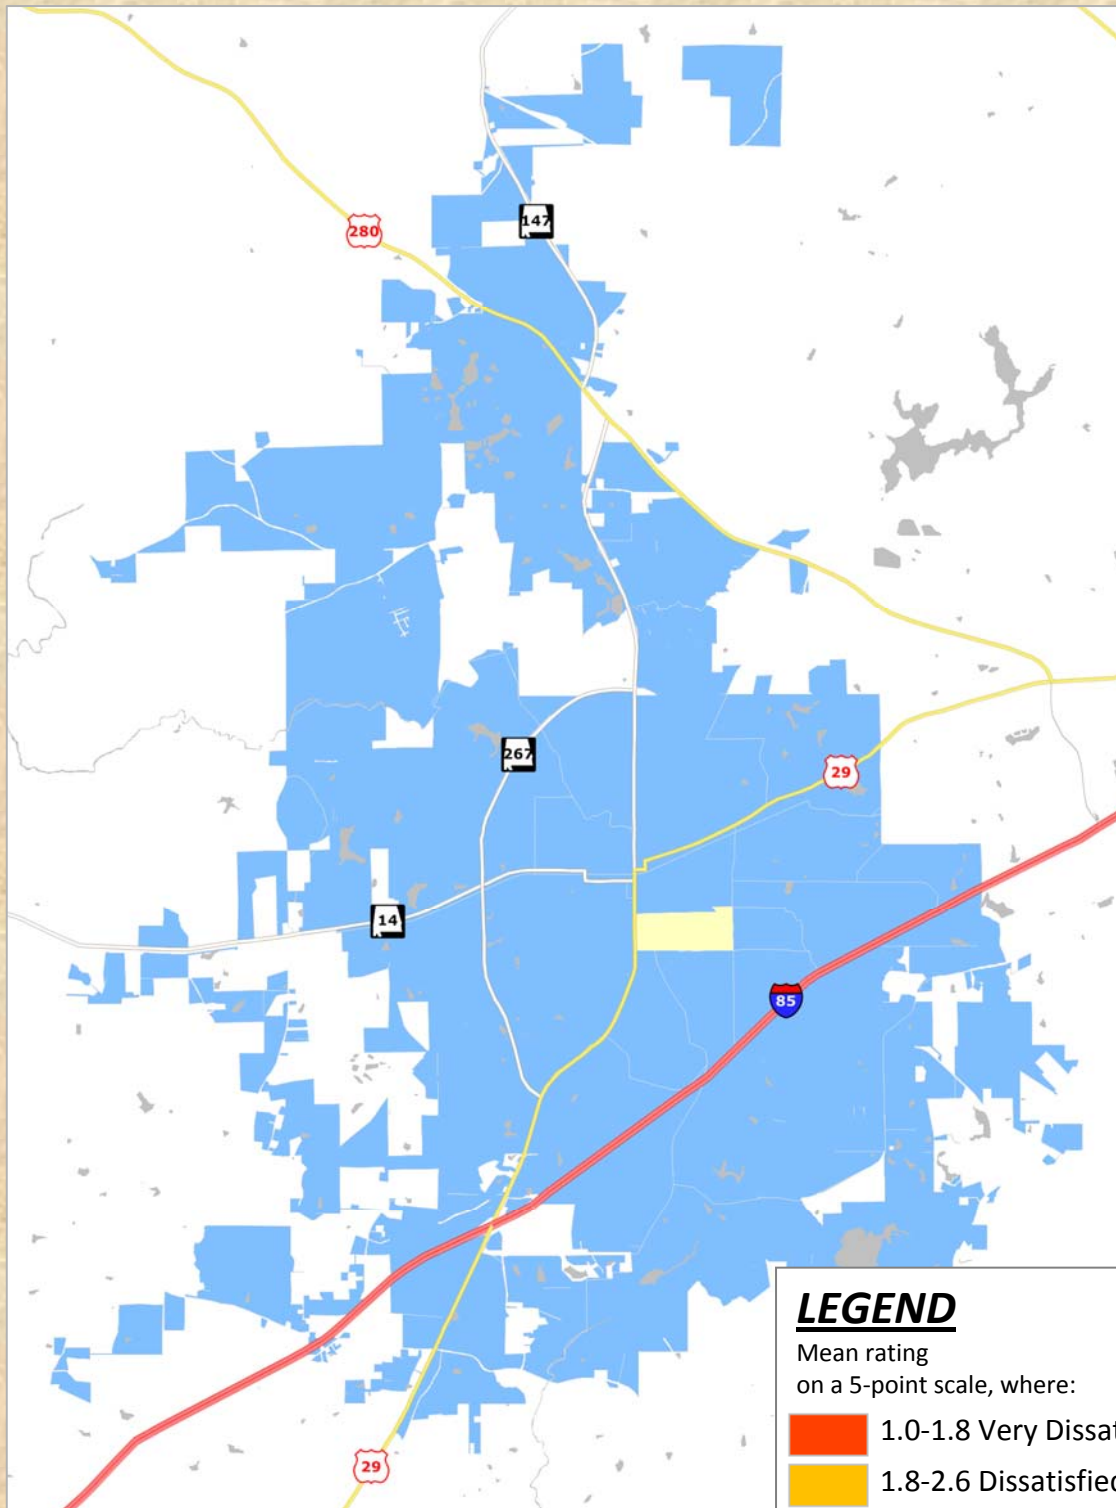 147
280
267
29
14
85
29
LEGEND
Mean rating
on a 5-point scale, where:
1.0-1.8 Very Dissat
1.8-2.6 Dissatisfied